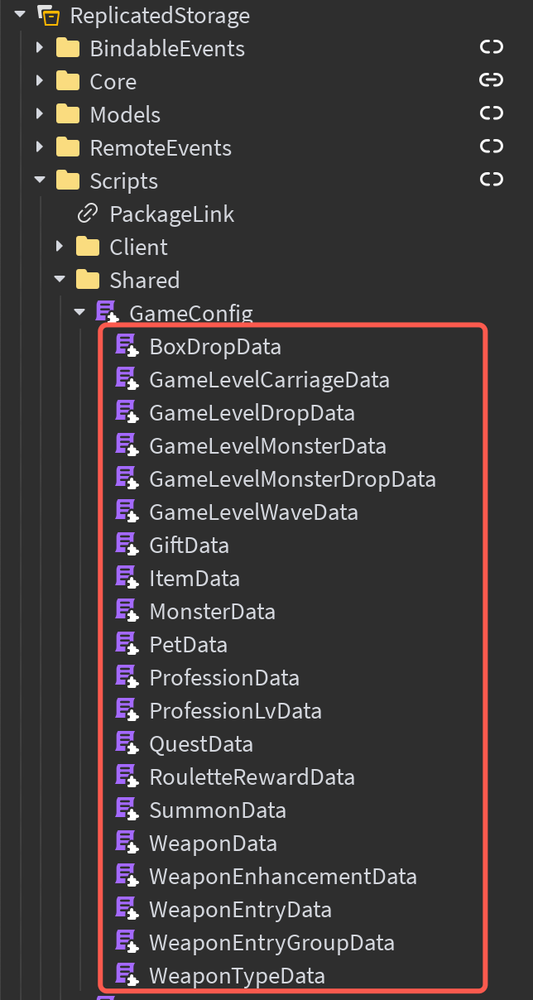 ReplicatedStorage
BindableEvents
Core
Models
RemoteEvents
Scripts
PackageLink
Client
Shared
GameConfig
BoxDropData
GameLevelCarriageData
GameLevelDropData
GameLevelMonsterData
GameLevelMonsterDropData
GameLevelWaveData
GiftData
ItemData
MonsterData
PetData
ProfessionData
ProfessionLvData
QuestData
RouletteRewardData
SummonData
WeaponData
WeaponEnhancementData
WeaponEntryData
WeaponEntryGroupData
WeaponTypeData